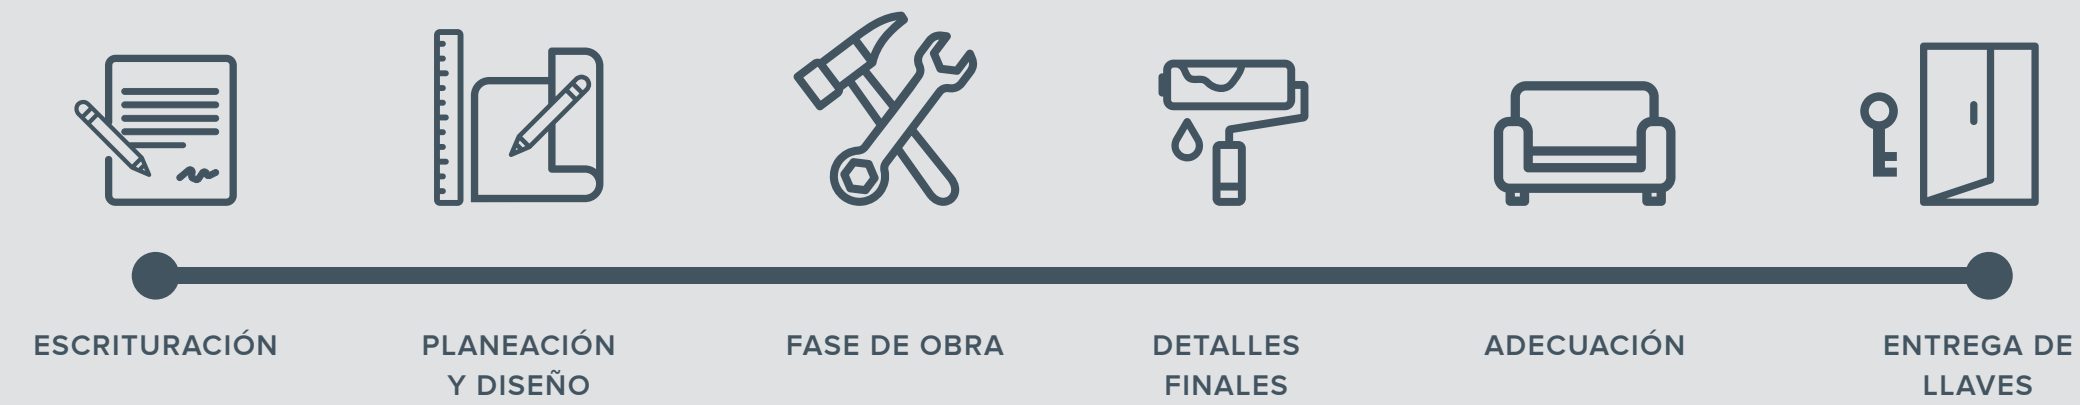 ESCRITURACIÓN
PLANEACIÓN
Y DISEÑO
FASE DE OBRA
DETALLES
FINALES
ADECUACIÓN
ENTREGA DE
LLAVES